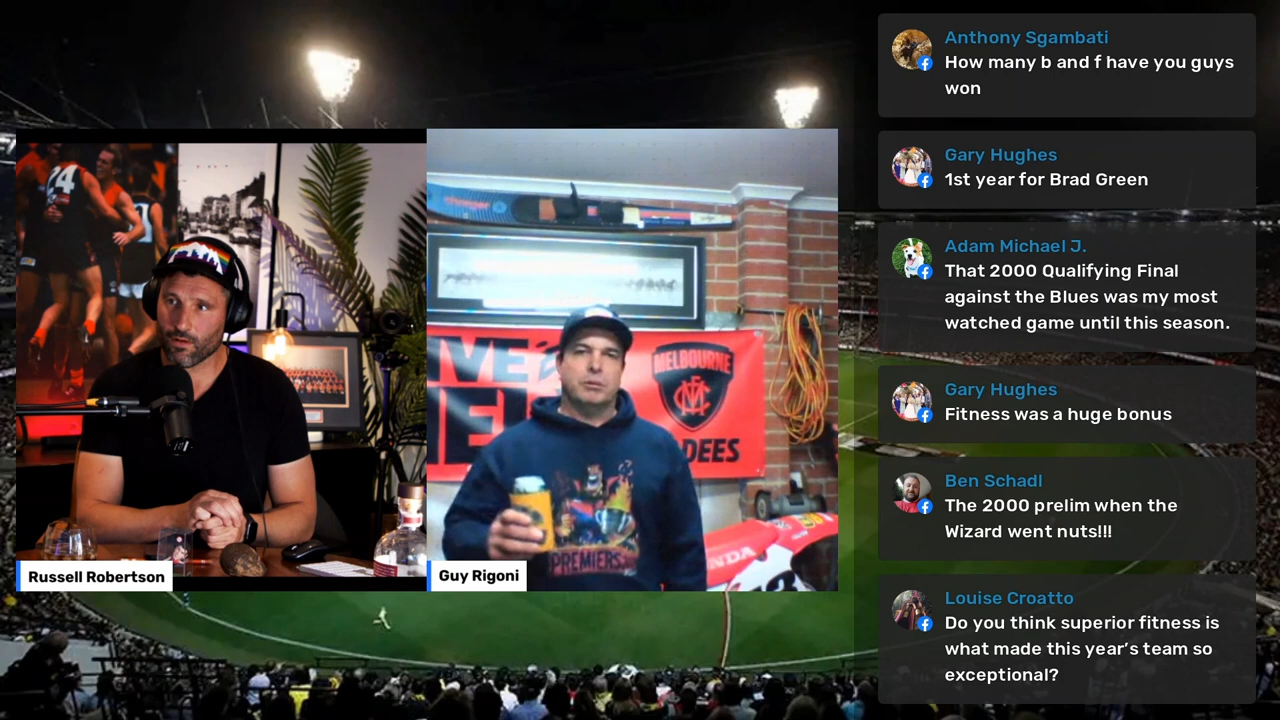 Anthony Sgambati
How many b and f have you guys
won
Gary Hughes
1st year for Brad Green
Adam Michael J.
That 2000 Qualifying Final
against the Blues was my most
watched game until this season.
Gary Hughes
Fitness was a huge bonus
Ben Schadl
The 2000 prelim when the
Wizard went nuts!!!
Louise Croatto
Do you think superior fitness is
what made this year's team so
exceptional?
24
MELBOURNE
DEES
PREMIERS
HONDA
Russell Robertson
Guy Rigoni